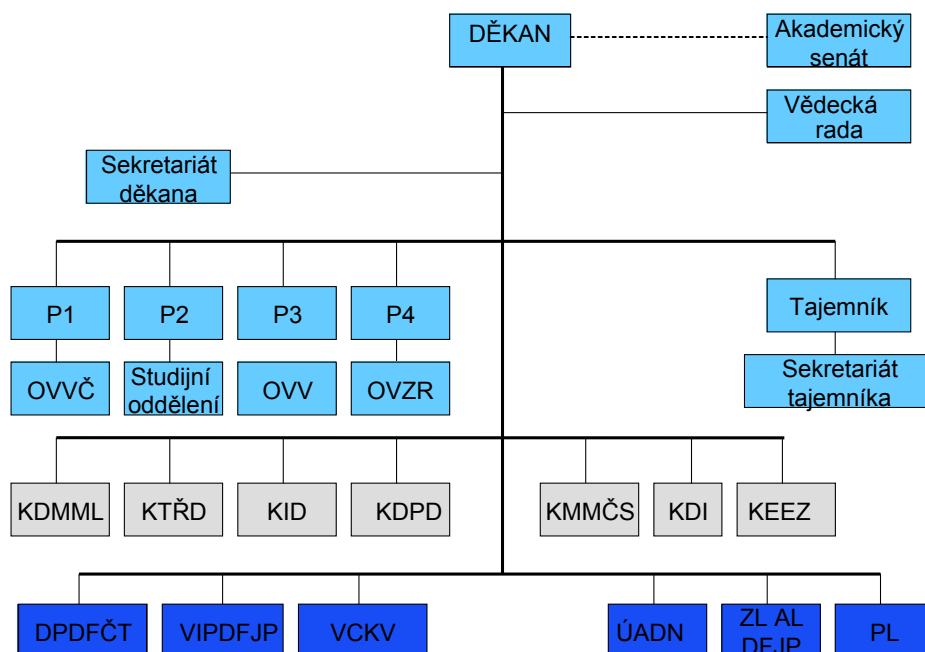 DĚKAN
Akademický
senát
Vědecká
rada
Sekretariát
děkana
P1
P2
P3
P4
Tajemník
OVVČ
Studijní
oddělení
OVV
OVZR
Sekretariát
tajemníka
KDMML
KTŘD
KID
KDPD
KMMČS
KDI
KEEZ
DPDFČT
VIPDFJP
VCKV
ÚADN
ZL AL
DFJP
PL